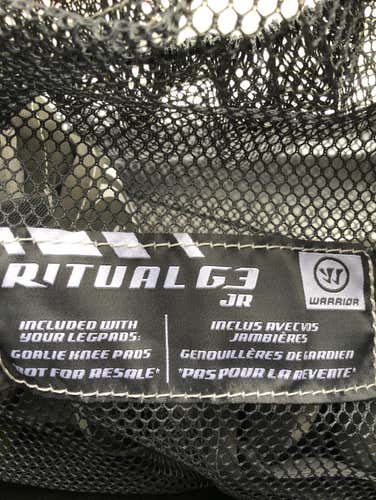 RITUAL G3
JR
WARRIOR
INCLUDED WITH
YOUR LEGPADS:
GOALIE KNEE PADS
*NOT FOR RESALE*
INCLUS AVEC VOS
JAMBIÈRES
GENOUILLÈRES DE GARDIEN
*PAS POUR LA REVENTE*